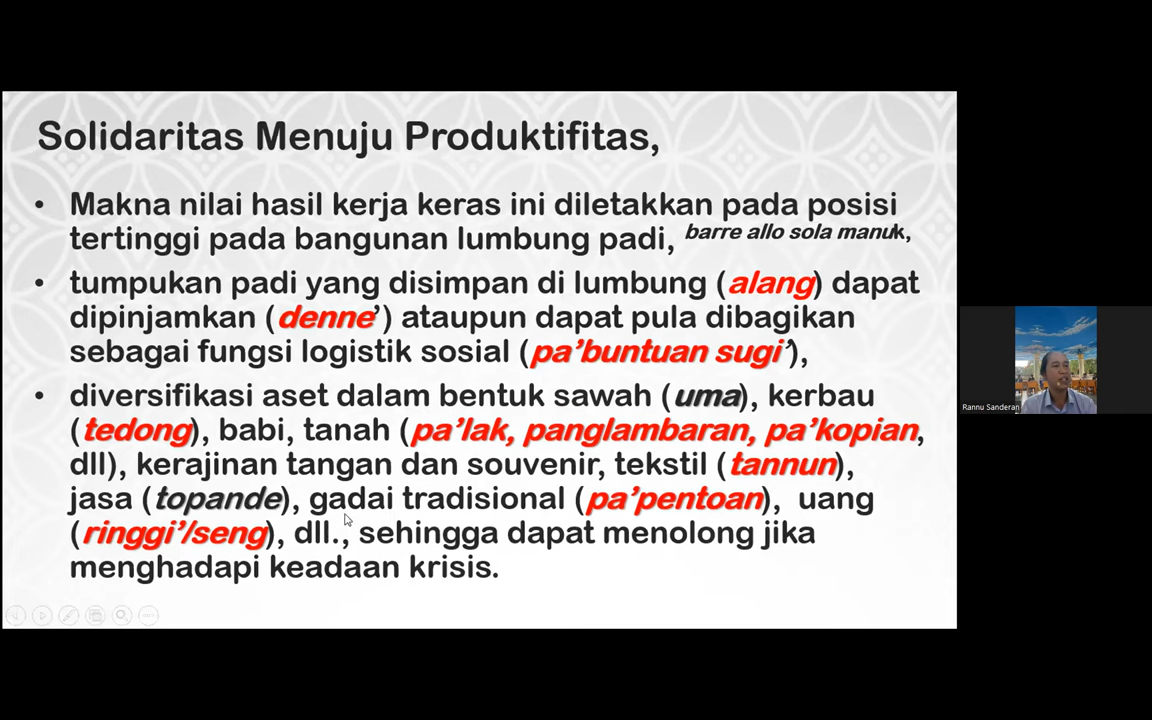 Solidaritas Menuju Produktifitas,
• Makna nilai hasil kerja keras ini diletakkan pada posisi
tertinggi pada bangunan lumbung padi, barre allo sola manuk,
• tumpukan padi yang disimpan di lumbung (alang) dapat
dipinjamkan (denne’) ataupun dapat pula dibagikan
sebagai fungsi logistik sosial (pa’buntuan sugi’),
• diversifikasi aset dalam bentuk sawah (uma), kerbau
(tedong), babi, tanah (pa’lak, panglambaran, pa’kopian,
dll), kerajinan tangan dan souvenir, tekstil (tannun),
jasa (topande), gadai tradisional (pa’pentoan), uang
(ringgi’/seng), dll., sehingga dapat menolong jika
menghadapi keadaan krisis.
Rannu Sanderan